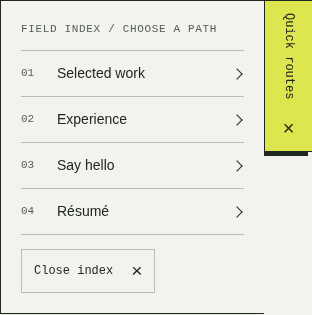 FIELD INDEX / CHOOSE A PATH
01 Selected work
02 Experience
03 Say hello
04 Résumé
Close index ×
Quick routes ×